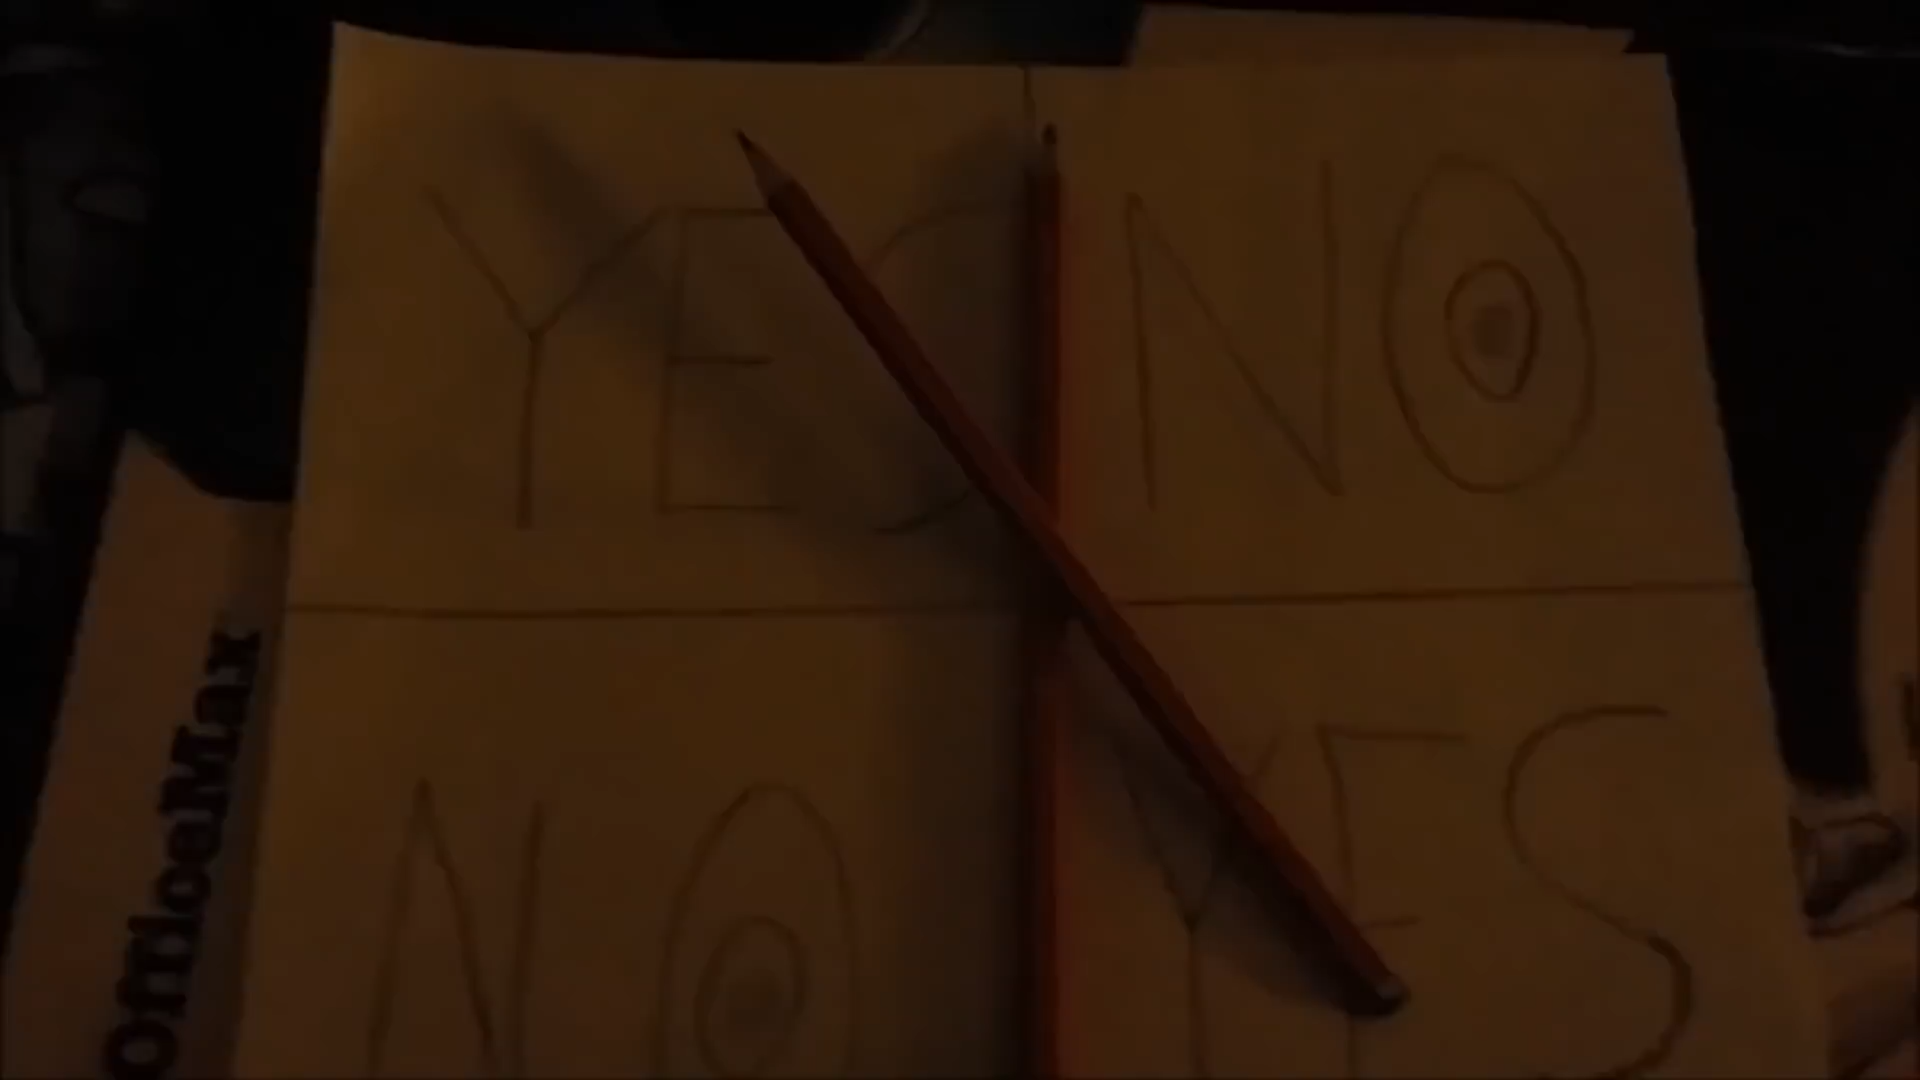 YES NO
NO YES
OfficeMax